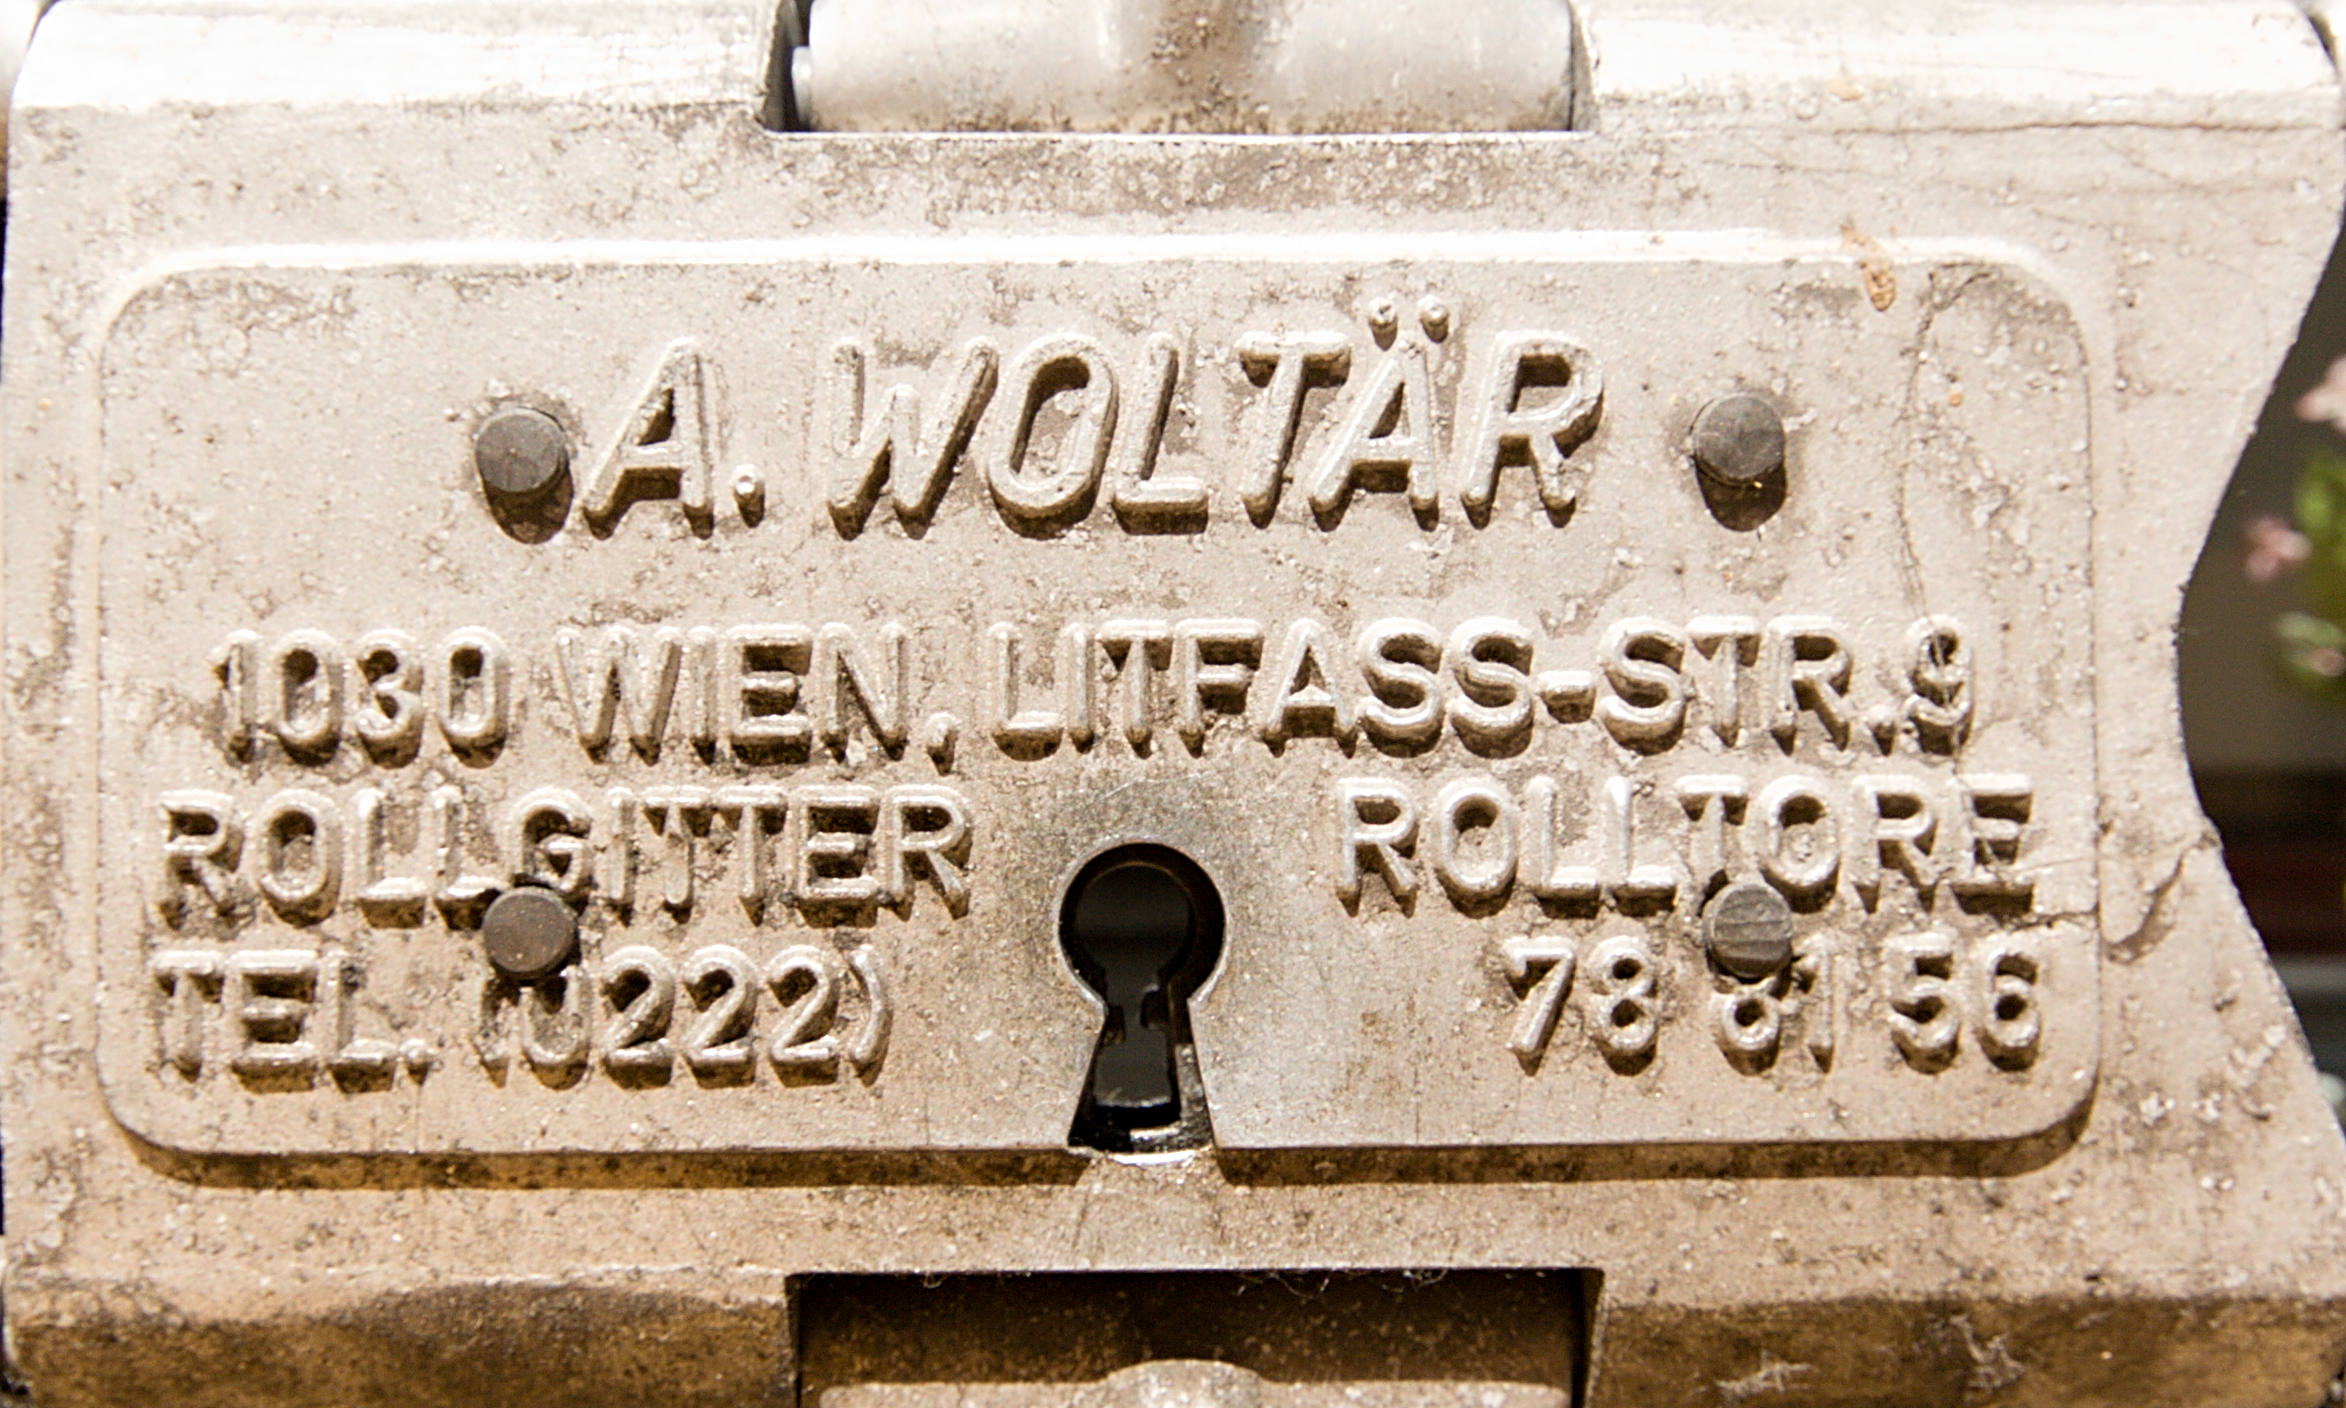 A. WOLTÄR
1030 WIEN, LITFASS-STR.9
ROLLGITTER ROLLTORE
TEL. (0222) 78 81 56